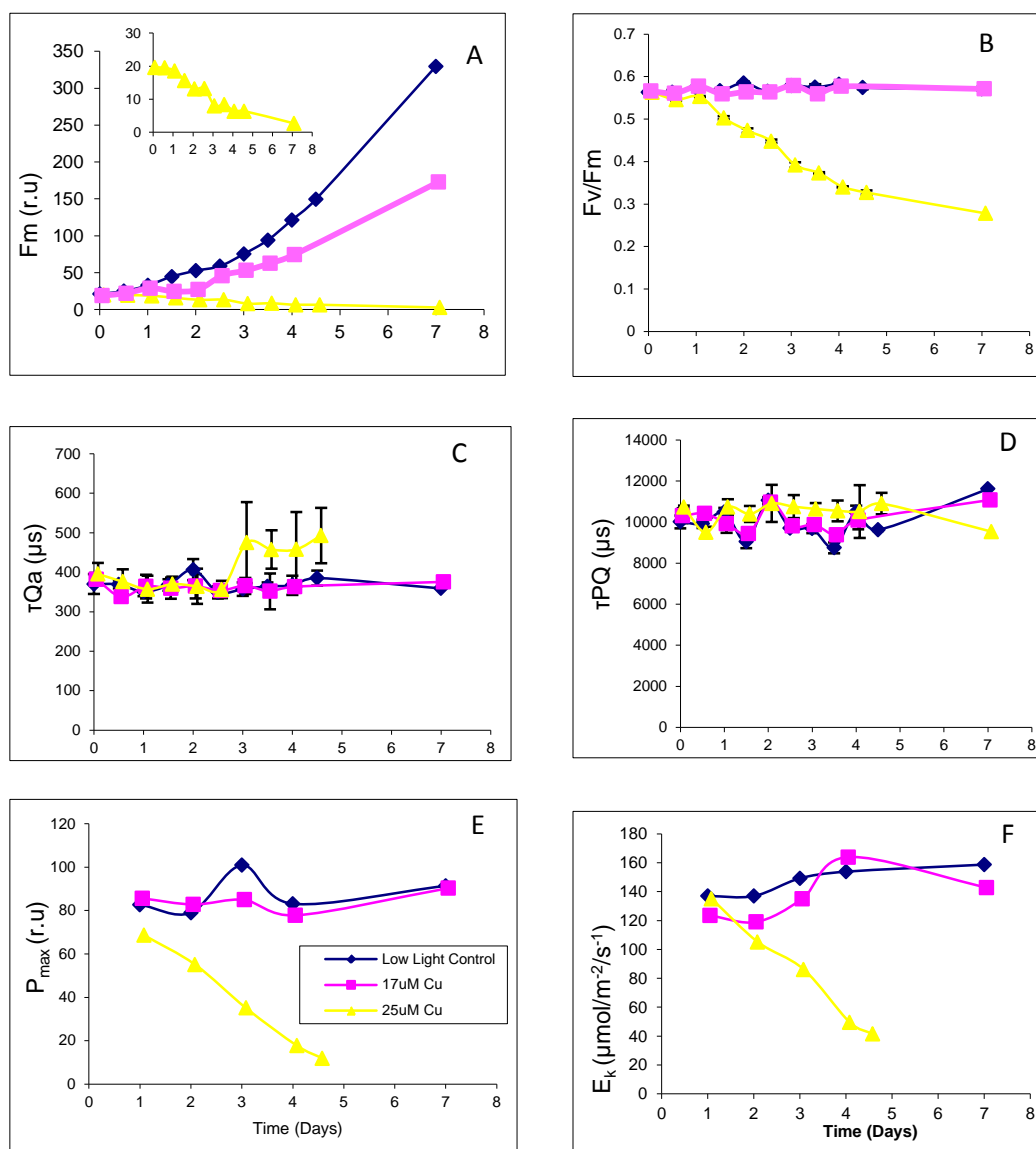 A
Fm (r.u)
350
300
250
200
150
100
50
0
0 1 2 3 4 5 6 7 8
20
10
0
0 1 2 3 4 5 6 7 8
B
Fv/Fm
0.7
0.6
0.5
0.4
0.3
0.2
0.1
0
0 1 2 3 4 5 6 7 8
C
τQa (µs)
700
600
500
400
300
200
100
0
0 1 2 3 4 5 6 7 8
D
τPQ (µs)
14000
12000
10000
8000
6000
4000
2000
0
0 1 2 3 4 5 6 7 8
E
Pmax (r.u)
120
100
80
60
40
20
0
0 1 2 3 4 5 6 7 8
Time (Days)
Low Light Control
17uM Cu
25uM Cu
F
Ek (µmol/m-2/s-1)
180
160
140
120
100
80
60
40
20
0
0 1 2 3 4 5 6 7 8
Time (Days)